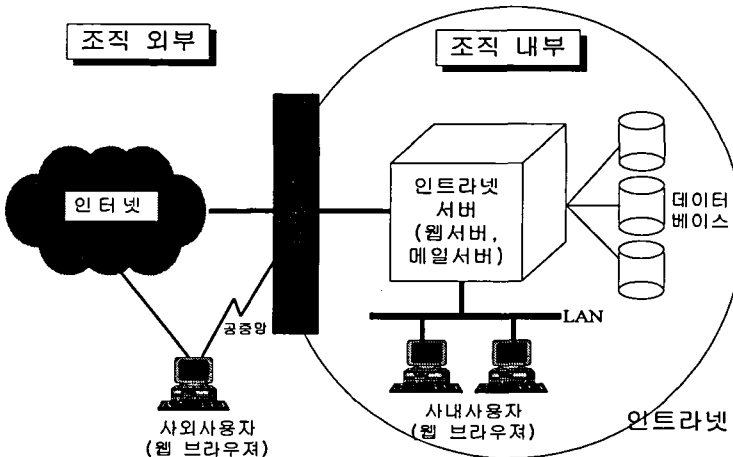 조직 외부
조직 내부
인터넷
인트라넷
서버
(웹서버,
메일서버)
데이터
베이스
공중망
LAN
사외사용자
(웹 브라우져)
사내사용자
(웹 브라우져)
인트라넷